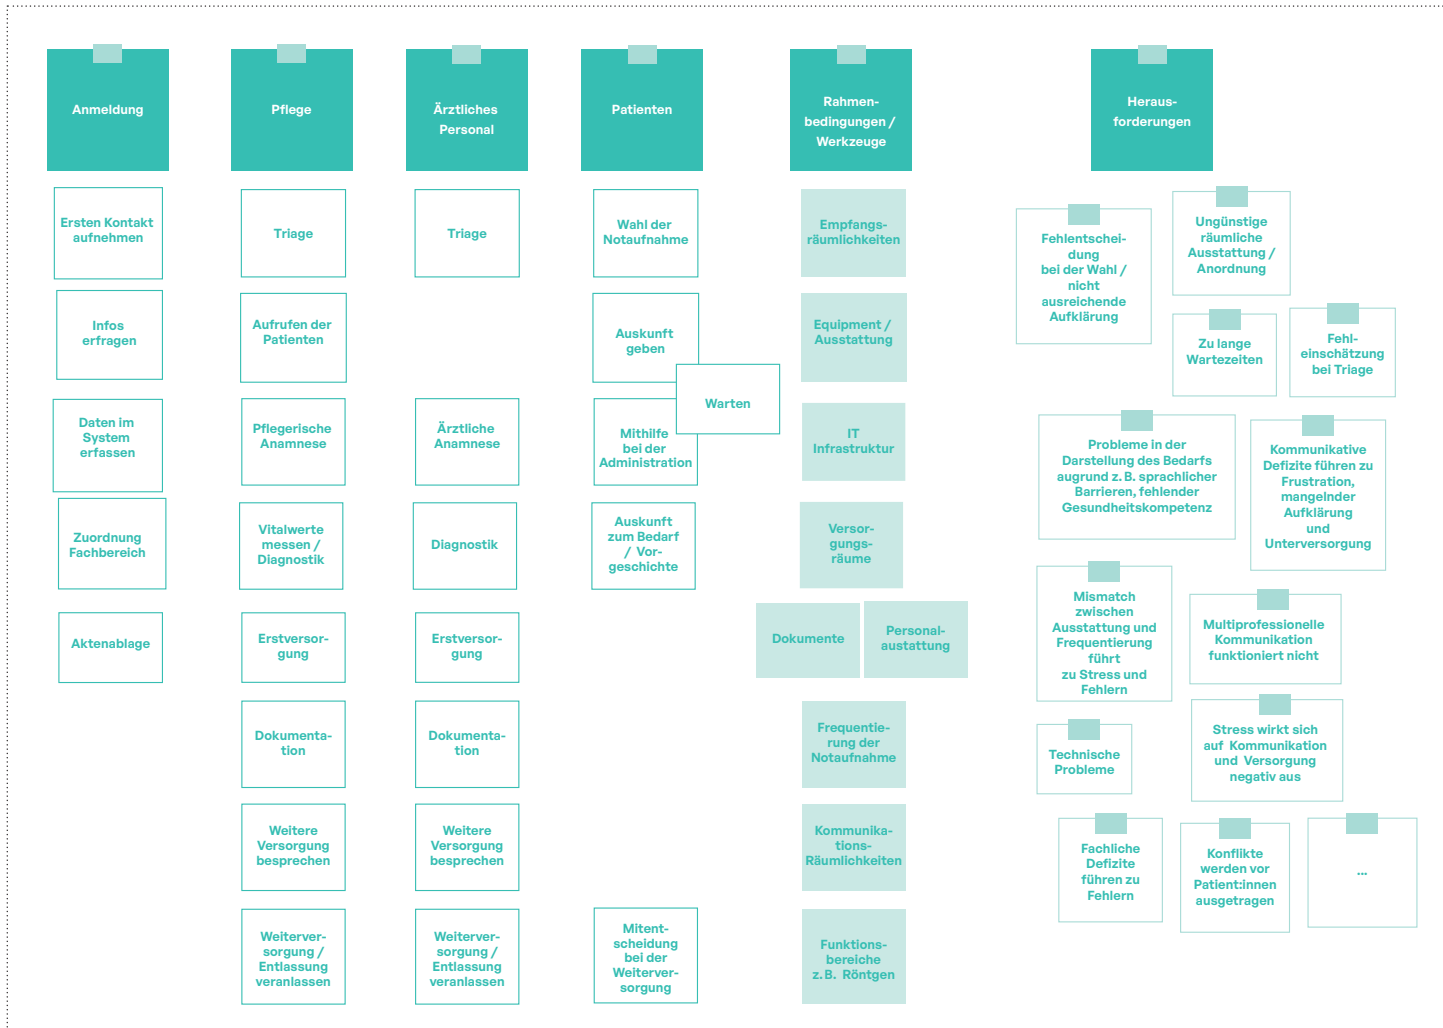 Anmeldung
Ersten Kontakt
aufnehmen
Infos
erfragen
Daten im
System
erfassen
Zuordnung
Fachbereich
Aktenablage
Pflege
Triage
Aufrufen der
Patienten
Pflegerische
Anamnese
Vitalwerte
messen /
Diagnostik
Erstversor-
gung
Dokumenta-
tion
Weitere
Versorgung
besprechen
Weiterver-
sorgung /
Entlassung
veranlassen
Ärztliches
Personal
Triage
Ärztliche
Anamnese
Diagnostik
Erstversor-
gung
Dokumenta-
tion
Weitere
Versorgung
besprechen
Weiterver-
sorgung /
Entlassung
veranlassen
Patienten
Wahl der
Notaufnahme
Auskunft
geben
Warten
Mithilfe
bei der
Administration
Auskunft
zum Bedarf
/ Vor-
geschichte
Mitent-
scheidung
bei der
Weiterver-
sorgung
Rahmen-
bedingungen /
Werkzeuge
Empfangs-
räumlichkeiten
Equipment /
Ausstattung
IT
Infrastruktur
Versor-
gungs-
räume
Dokumente
Personal-
austattung
Frequentie-
rung der
Notaufnahme
Kommunika-
tions-
Räumlichkeiten
Funktions-
bereiche
z. B. Röntgen
Heraus-
forderungen
Fehlentschei-
dung
bei der Wahl /
nicht
ausreichende
Aufklärung
Ungünstige
räumliche
Ausstattung /
Anordnung
Zu lange
Wartezeiten
Fehl-
einschätzung
bei Triage
Probleme in der
Darstellung des Bedarfs
augrund z. B. sprachlicher
Barrieren, fehlender
Gesundheitskompetenz
Kommunikative
Defizite führen zu
Frustration,
mangelnder
Aufklärung
und
Unterversorgung
Mismatch
zwischen
Ausstattung und
Frequentierung
führt
zu Stress und
Fehlern
Multiprofessionelle
Kommunikation
funktioniert nicht
Technische
Probleme
Stress wirkt sich
auf Kommunikation
und Versorgung
negativ aus
Fachliche
Defizite
führen zu
Fehlern
Konflikte
werden vor
Patient:innen
ausgetragen
...